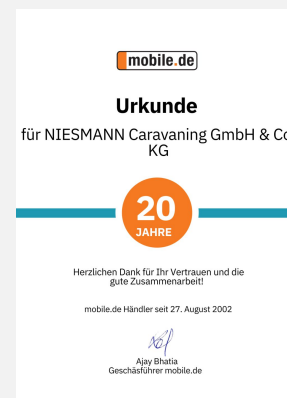 mobile.de
Urkunde
für NIESMANN Caravaning GmbH & Co
KG
20
JAHRE
Herzlichen Dank für Ihr Vertrauen und die
gute Zusammenarbeit!
mobile.de Händler seit 27. August 2002
Ajay Bhatia
Geschäsführer mobile.de